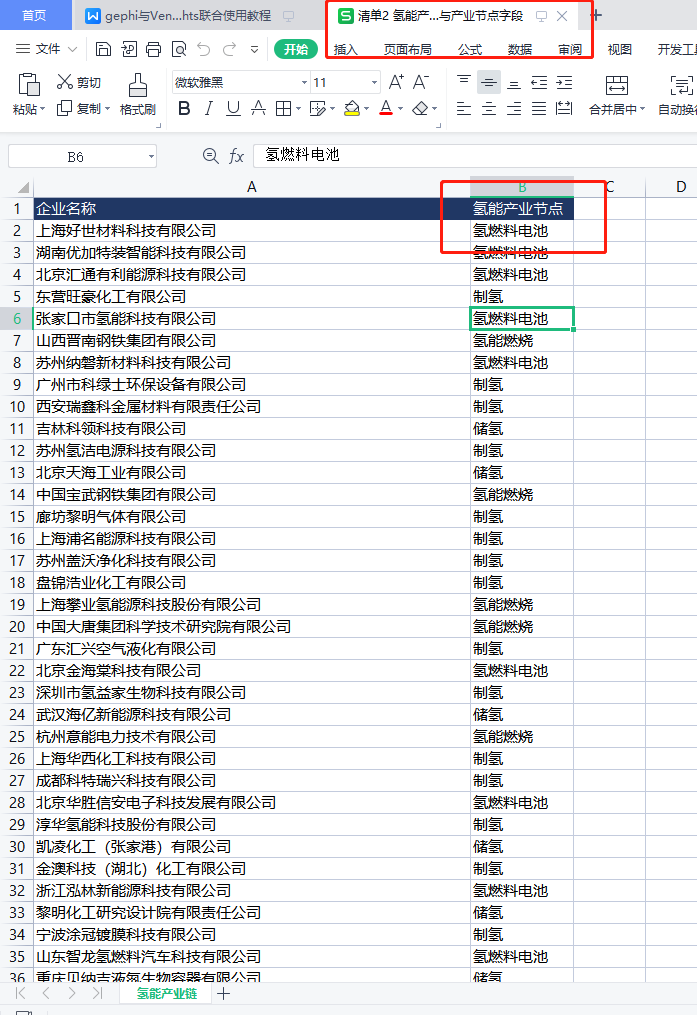 首页 gephi与Ven...hts联合使用教程 清单2 氢能产...与产业节点字段
文件 开始 插入 页面布局 公式 数据 审阅 视图 开发工
粘贴 剪切 复制 格式刷 微软雅黑 11 A+ A- B I U A A 合并居中 自动换行
B6 fx 氢燃料电池
A B C D
1 企业名称 氢能产业节点
2 上海好世材料科技有限公司 氢燃料电池
3 湖南优加特装智能科技有限公司 氢燃料电池
4 北京汇通有利能源科技有限公司 氢燃料电池
5 东营旺豪化工有限公司 制氢
6 张家口市氢能科技有限公司 氢燃料电池
7 山西晋南钢铁集团有限公司 氢能燃烧
8 苏州纳磐新材料科技有限公司 氢燃料电池
9 广州市科绿士环保设备有限公司 制氢
10 西安瑞鑫科金属材料有限责任公司 制氢
11 吉林科领科技有限公司 储氢
12 苏州氢洁电源科技有限公司 制氢
13 北京天海工业有限公司 储氢
14 中国宝武钢铁集团有限公司 氢能燃烧
15 廊坊黎明气体有限公司 制氢
16 上海浦名能源科技有限公司 制氢
17 苏州盖沃净化科技有限公司 制氢
18 盘锦浩业化工有限公司 制氢
19 上海攀业氢能源科技股份有限公司 氢能燃烧
20 中国大唐集团科学技术研究院有限公司 氢能燃烧
21 广东汇兴空气液化有限公司 制氢
22 北京金海棠科技有限公司 氢燃料电池
23 深圳市氢益家生物科技有限公司 制氢
24 武汉海亿新能源科技有限公司 储氢
25 杭州意能电力技术有限公司 氢能燃烧
26 上海华西化工科技有限公司 制氢
27 成都科特瑞兴科技有限公司 制氢
28 北京华胜信安电子科技发展有限公司 氢燃料电池
29 淳华氢能科技股份有限公司 制氢
30 凯凌化工（张家港）有限公司 储氢
31 金澳科技（湖北）化工有限公司 制氢
32 浙江泓林新能源科技有限公司 氢燃料电池
33 黎明化工研究设计院有限责任公司 储氢
34 宁波涂冠镀膜科技有限公司 制氢
35 山东智龙氢燃料汽车科技有限公司 氢燃料电池
36 重庆贝纳吉液氮生物容器有限公司 储氢
氢能产业链